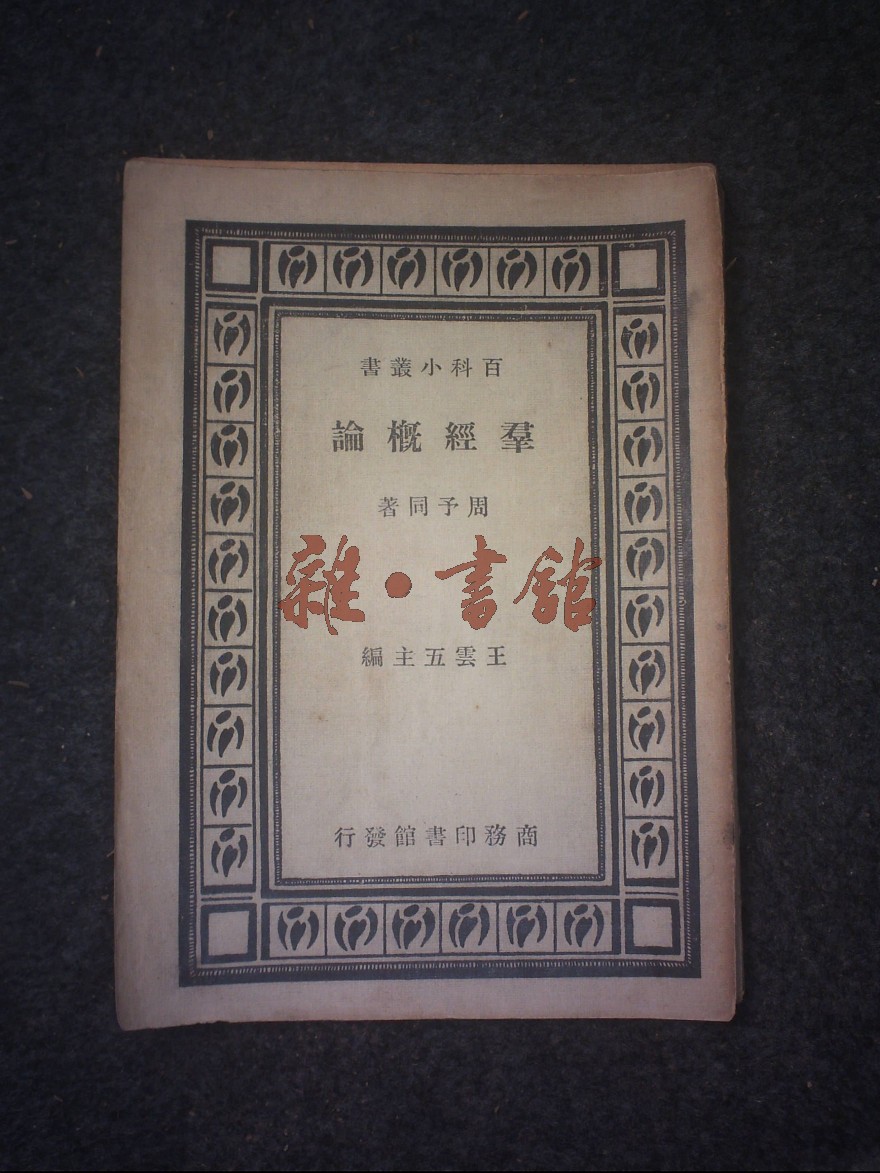 百科小叢書
羣經概論
周予同著
雜·書館
王雲五主編
商務印書館發行